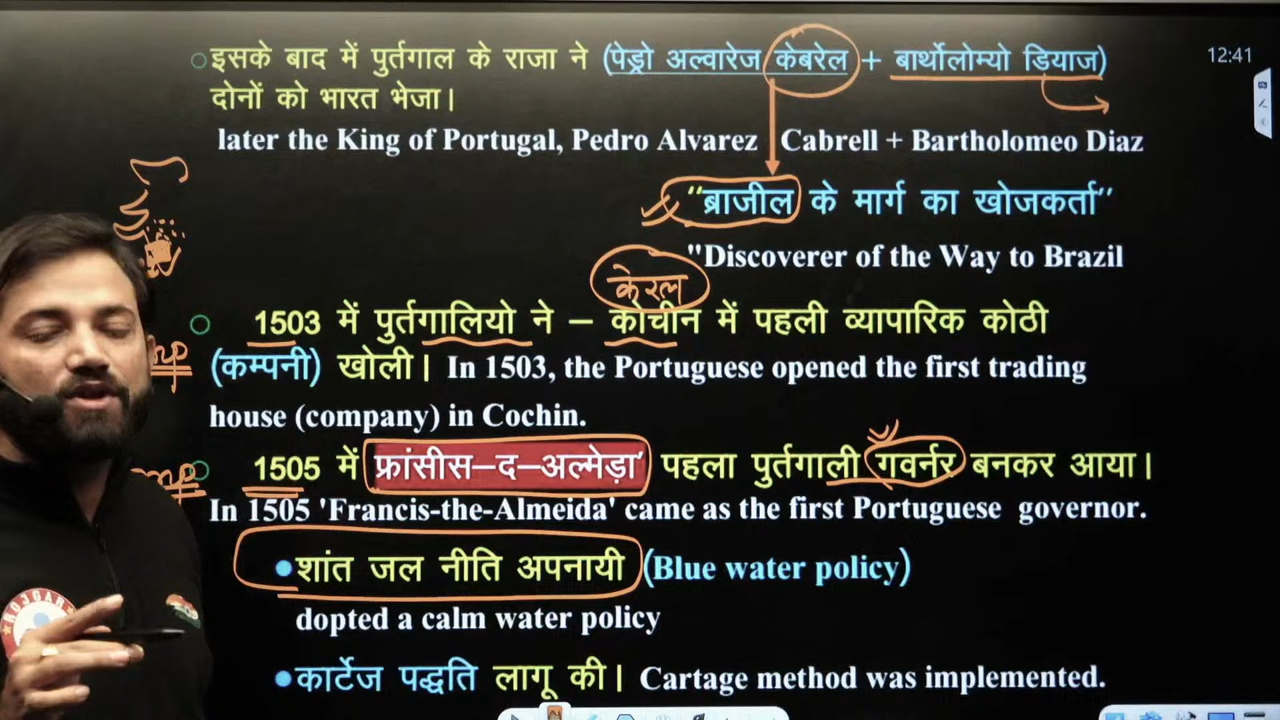 इसके बाद में पुर्तगाल के राजा ने (पेड्रो अल्वारेज केबरेल + बार्थोलोम्यो डियाज)
12:41
दोनों को भारत भेजा।
later the King of Portugal, Pedro Alvarez Cabrell + Bartholomeo Diaz
"ब्राजील के मार्ग का खोजकर्ता"
"Discoverer of the Way to Brazil
केरल
1503 में पुर्तगालियो ने – कोचीन में पहली व्यापारिक कोठी
(कम्पनी) खोली। In 1503, the Portuguese opened the first trading
house (company) in Cochin.
1505 में फ्रांसीस–द–अल्मेड़ा' पहला पुर्तगाली गवर्नर बनकर आया।
In 1505 'Francis-the-Almeida' came as the first Portuguese governor.
•शांत जल नीति अपनायी (Blue water policy)
dopted a calm water policy
•कार्टेज पद्धति लागू की। Cartage method was implemented.